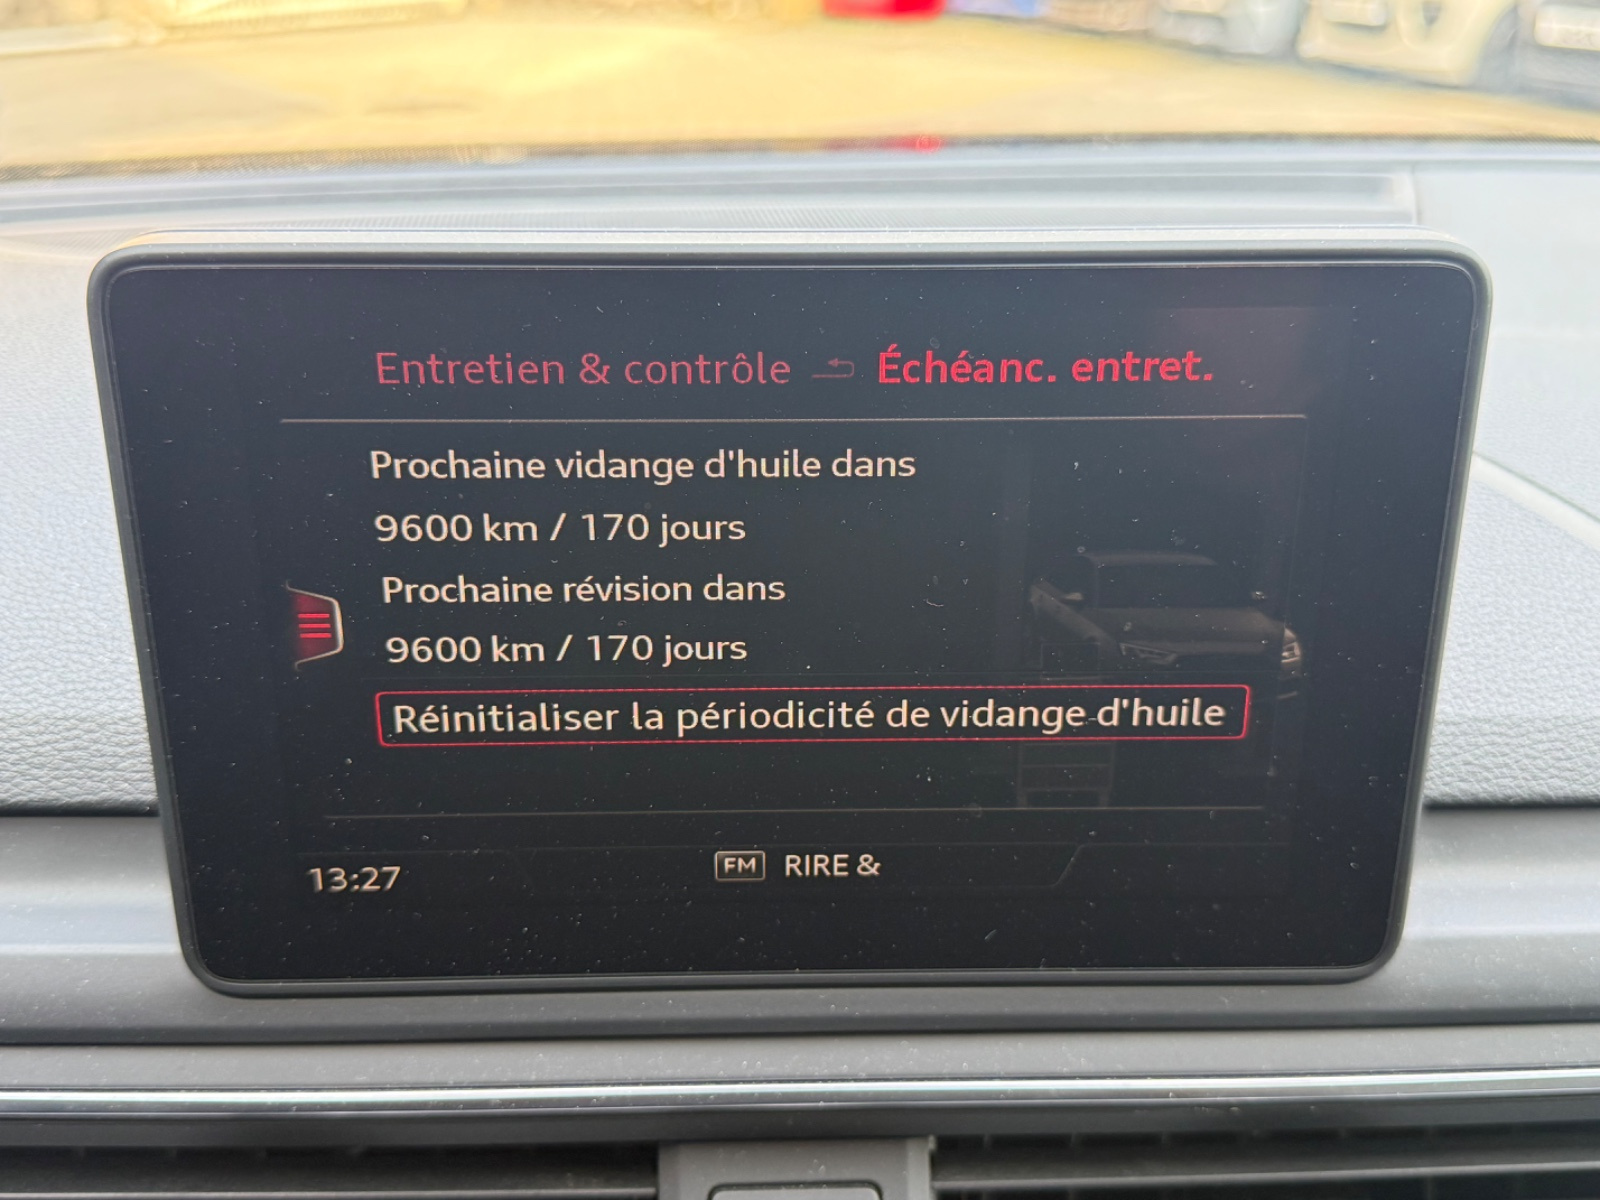 Entretien & contrôle Échéanc. entret.
Prochaine vidange d'huile dans
9600 km / 170 jours
Prochaine révision dans
9600 km / 170 jours
Réinitialiser la périodicité de vidange d'huile
13:27 FM RIRE &